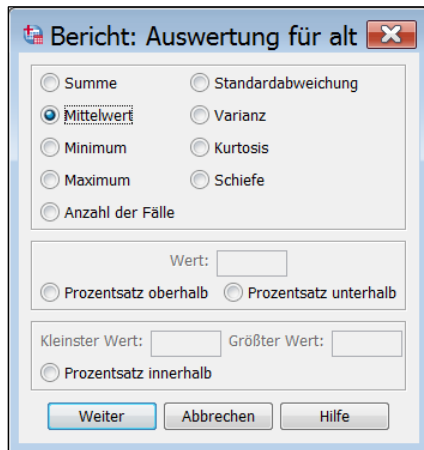 Bericht: Auswertung für alt
Summe Standardabweichung
Mittelwert Varianz
Minimum Kurtosis
Maximum Schiefe
Anzahl der Fälle
Wert:
Prozentsatz oberhalb Prozentsatz unterhalb
Kleinster Wert: Größter Wert:
Prozentsatz innerhalb
Weiter Abbrechen Hilfe